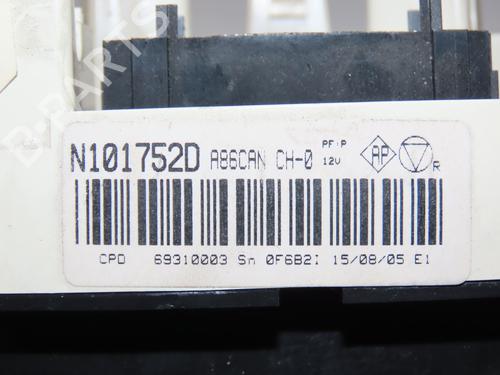 N101752D A86CAN CH-0 PF:P 12V AP R
CPD 69310003 Sn 0F6B2I 15/08/05 E1
B-PARTS